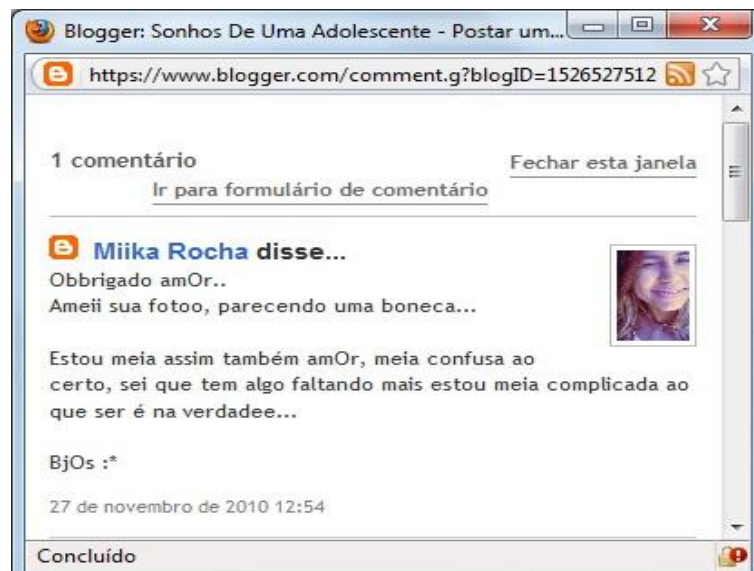 Blogger: Sonhos De Uma Adolescente - Postar um...
https://www.blogger.com/comment.g?blogID=1526527512
1 comentário
Fechar esta janela
Ir para formulário de comentário
Miika Rocha disse...
Obbrigado amOr..
Ameii sua fotoo, parecendo uma boneca...
Estou meia assim também amOr, meia confusa ao
certo, sei que tem algo faltando mais estou meia complicada ao
que ser é na verdadee...
BjOs :*
27 de novembro de 2010 12:54
Concluído